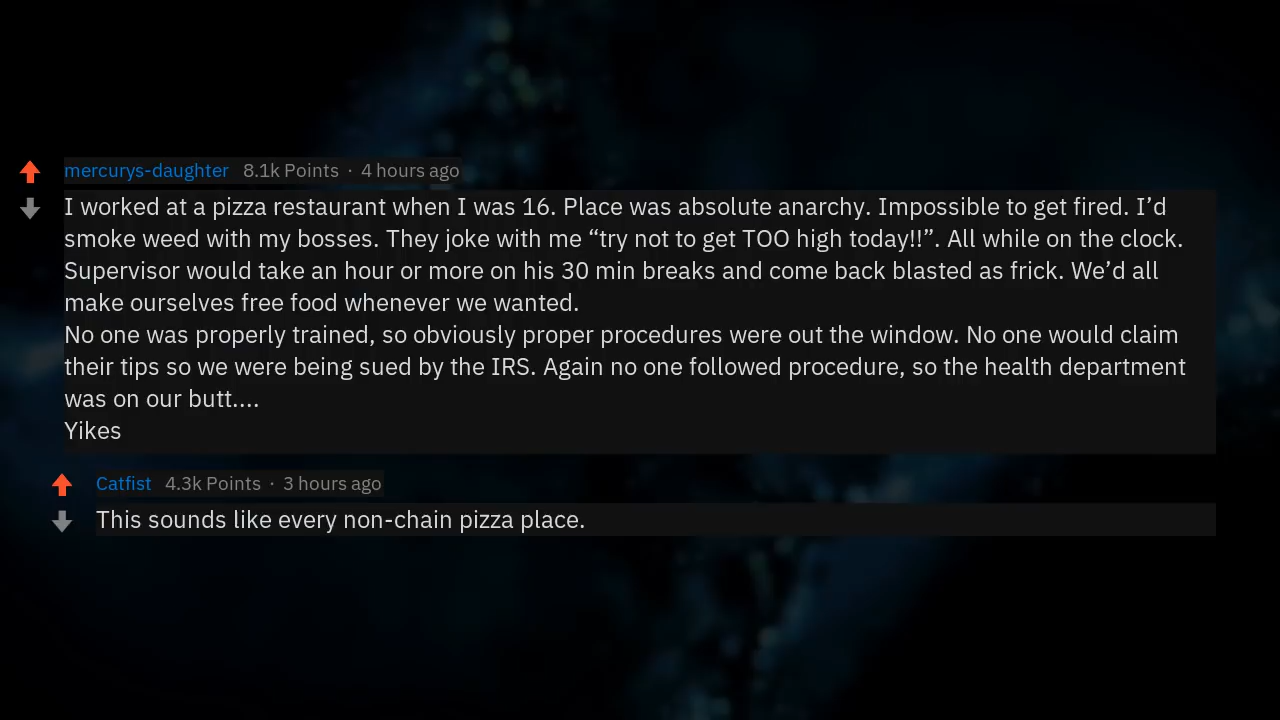 mercurys-daughter 8.1k Points · 4 hours ago
I worked at a pizza restaurant when I was 16. Place was absolute anarchy. Impossible to get fired. I’d
smoke weed with my bosses. They joke with me “try not to get TOO high today!!”. All while on the clock.
Supervisor would take an hour or more on his 30 min breaks and come back blasted as frick. We’d all
make ourselves free food whenever we wanted.
No one was properly trained, so obviously proper procedures were out the window. No one would claim
their tips so we were being sued by the IRS. Again no one followed procedure, so the health department
was on our butt....
Yikes
Catfist 4.3k Points · 3 hours ago
This sounds like every non-chain pizza place.